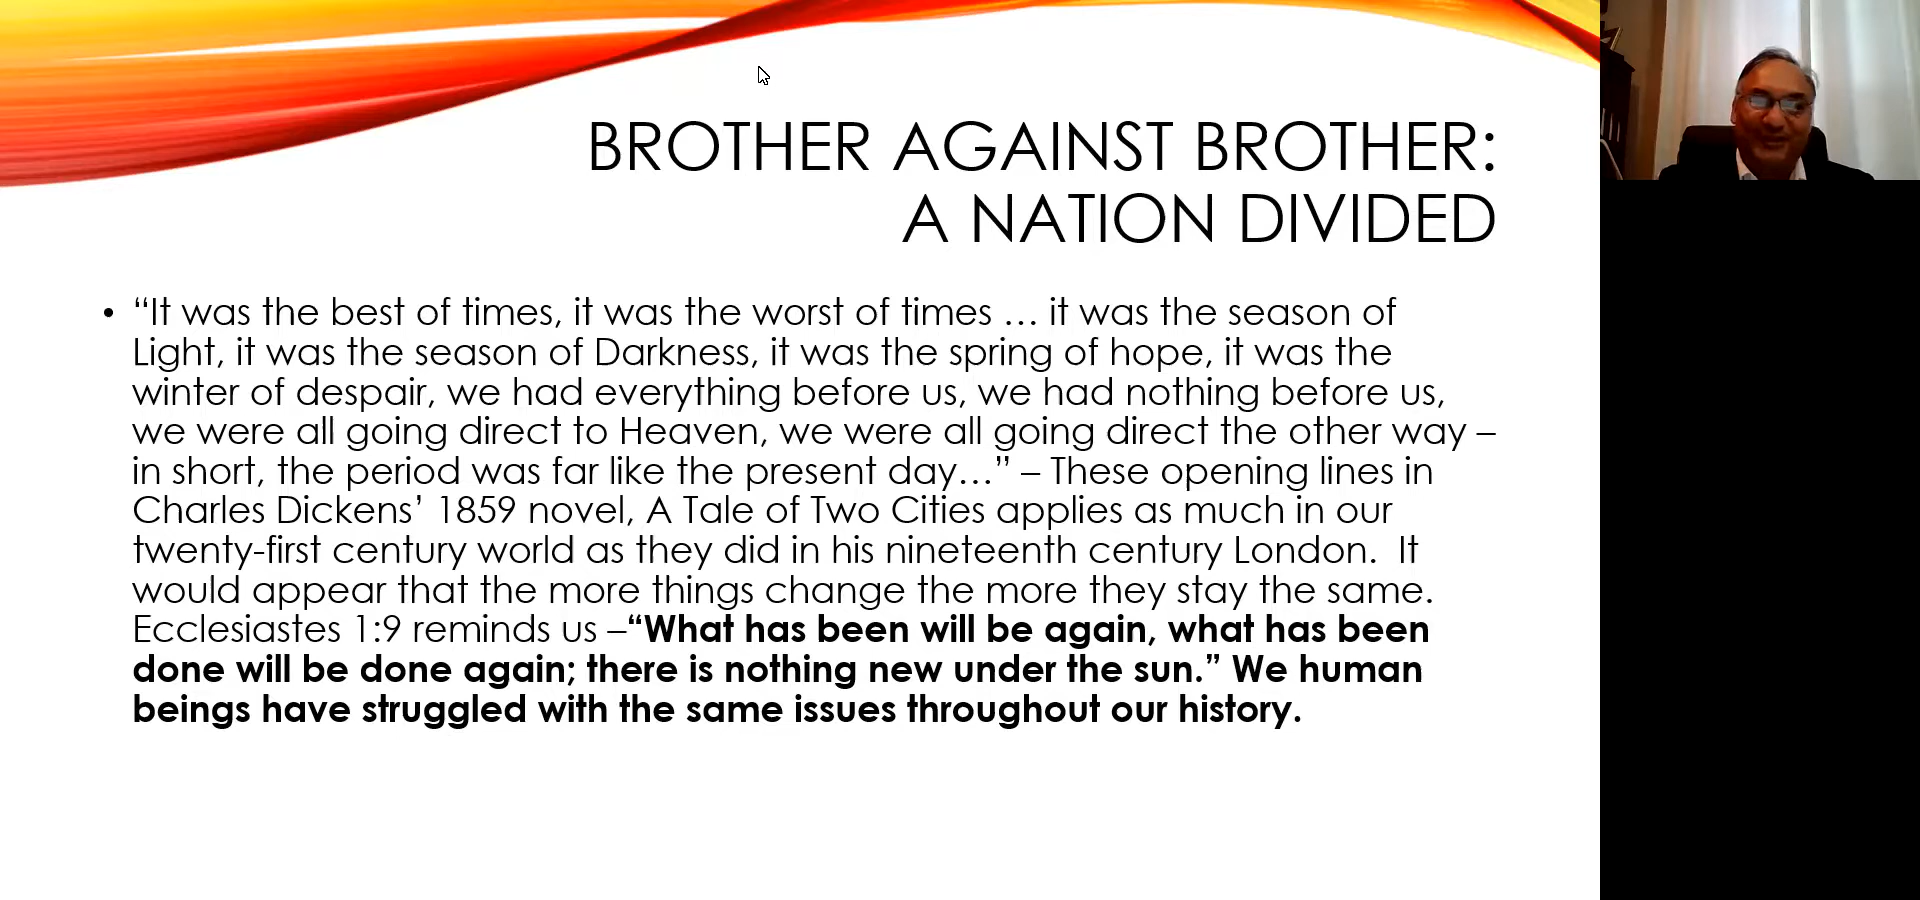 BROTHER AGAINST BROTHER:
A NATION DIVIDED
• “It was the best of times, it was the worst of times … it was the season of
Light, it was the season of Darkness, it was the spring of hope, it was the
winter of despair, we had everything before us, we had nothing before us,
we were all going direct to Heaven, we were all going direct the other way –
in short, the period was far like the present day…” – These opening lines in
Charles Dickens’ 1859 novel, A Tale of Two Cities applies as much in our
twenty-first century world as they did in his nineteenth century London.  It
would appear that the more things change the more they stay the same.
Ecclesiastes 1:9 reminds us –“What has been will be again, what has been
done will be done again; there is nothing new under the sun.” We human
beings have struggled with the same issues throughout our history.